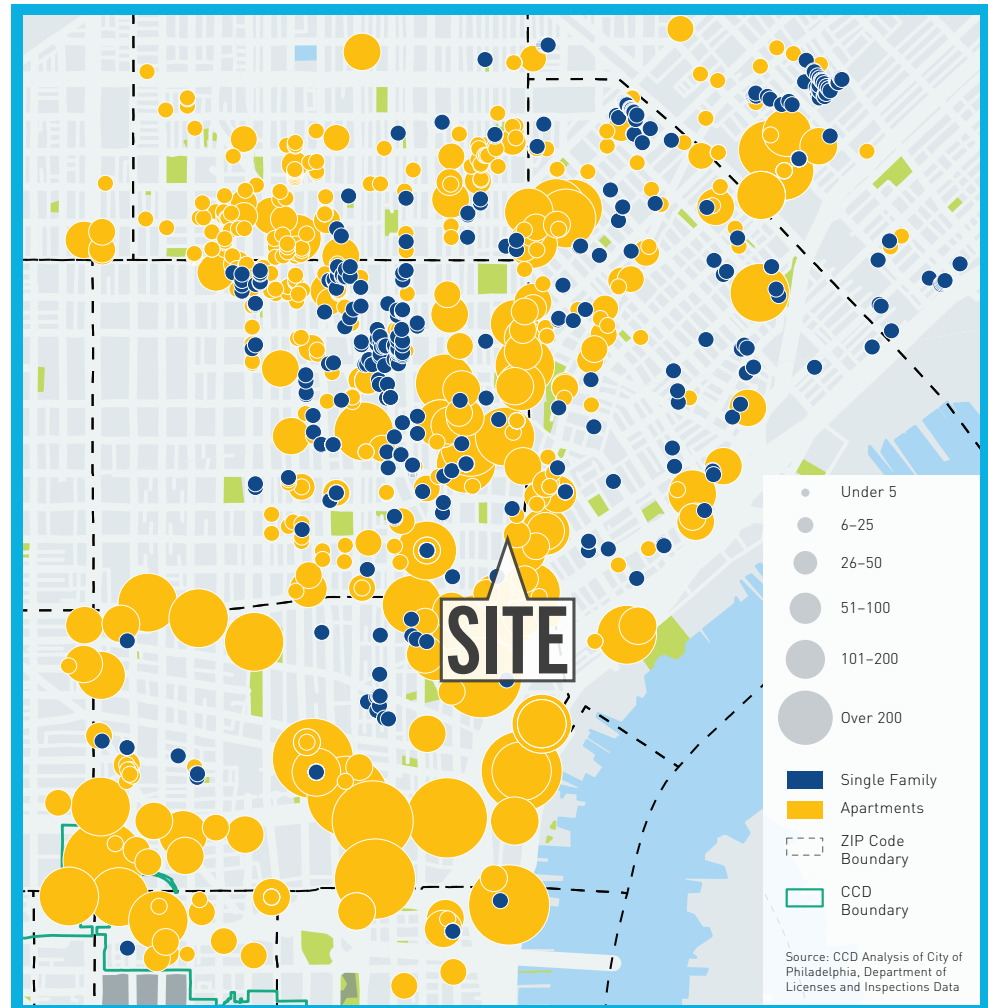 SITE
Under 5
6–25
26–50
51–100
101–200
Over 200
Single Family
Apartments
ZIP Code
Boundary
CCD
Boundary
Source: CCD Analysis of City of
Philadelphia, Department of
Licenses and Inspections Data